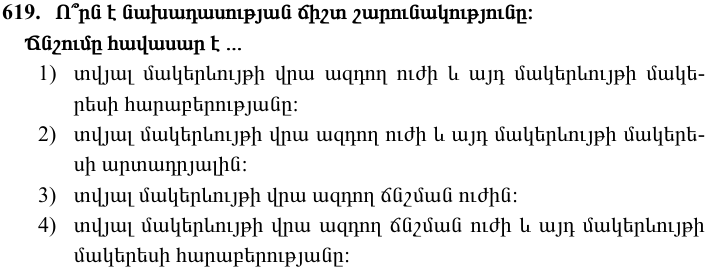 619. Ո՞րն է նախադասության ճիշտ շարունակությունը:
Ճնշումը հավասար է ...
1) տվյալ մակերևույթի վրա ազդող ուժի և այդ մակերևույթի մակե-
րեսի հարաբերությանը:
2) տվյալ մակերևույթի վրա ազդող ուժի և այդ մակերևույթի մակերե-
սի արտադրյալին:
3) տվյալ մակերևույթի վրա ազդող ճնշման ուժին:
4) տվյալ մակերևույթի վրա ազդող ճնշման ուժի և այդ մակերևույթի
մակերեսի հարաբերությանը: